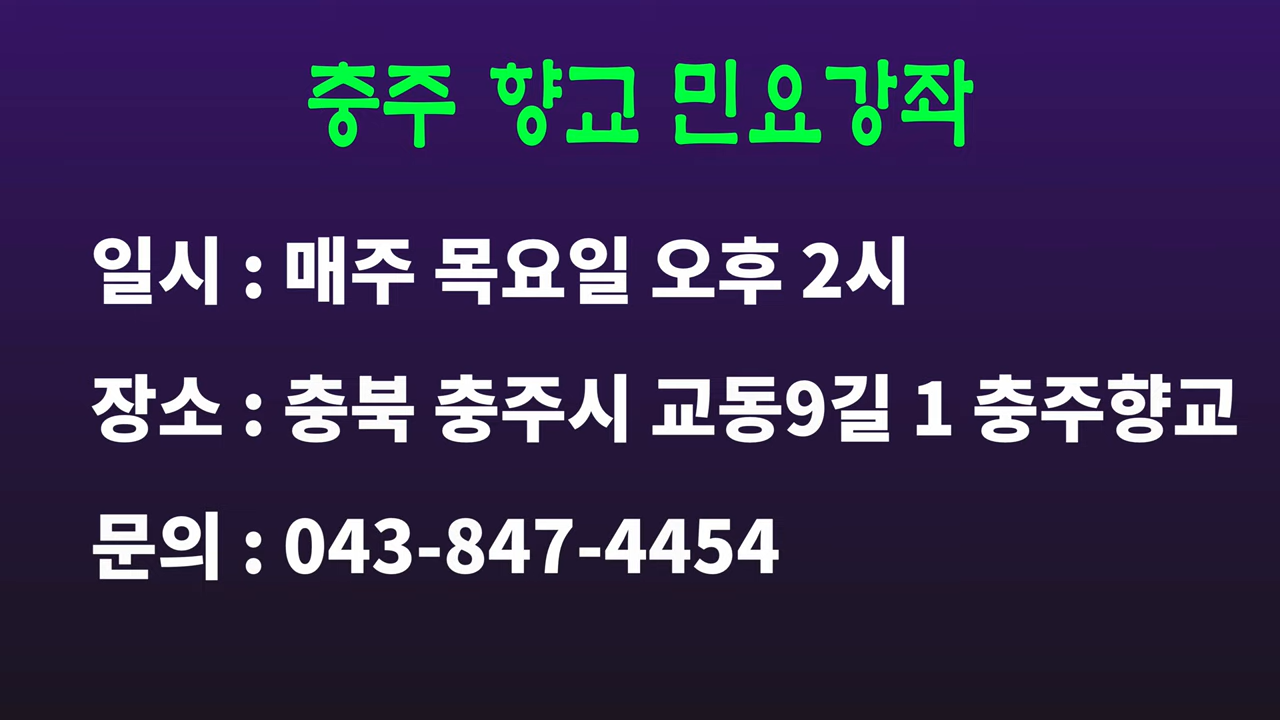 충주 향교 민요강좌
일시 : 매주 목요일 오후 2시
장소 : 충북 충주시 교동9길 1 충주향교
문의 : 043-847-4454